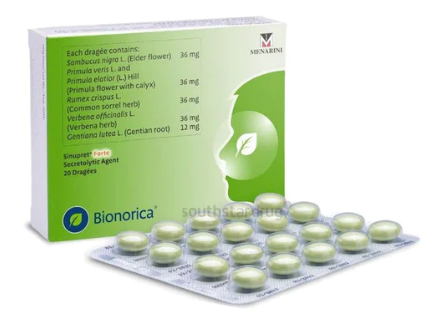 MENARINI
Each dragée contains:
Sambucus nigra L. (Elder flower) 36 mg
Primula veris L. and
Primula elatior (L.) Hill
(Primula flower with calyx) 36 mg
Rumex crispus L.
(Common sorrel herb) 36 mg
Verbena officinalis L.
(Verbena herb) 36 mg
Gentiana lutea L. (Gentian root) 12 mg
Sinupret® Forte
Secretolytic Agent
20 Dragées
Bionorica®
southstardrug